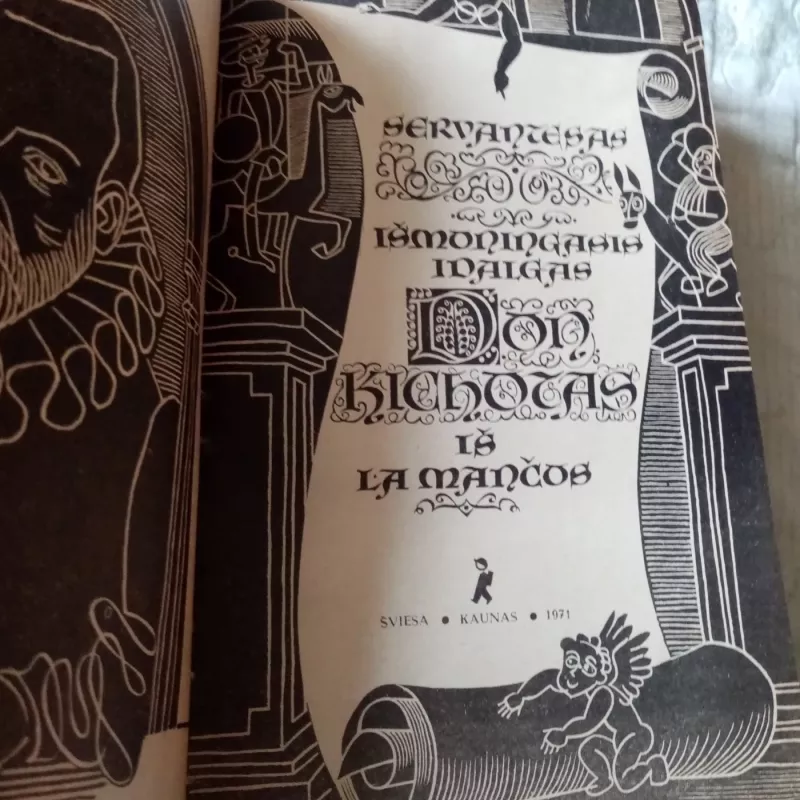 SERVANTESAS
IŠMONINGASIS
IDALGAS
DON
KICHOTAS
IŠ
LA MANČOS
ŠVIESA ● KAUNAS ● 1971